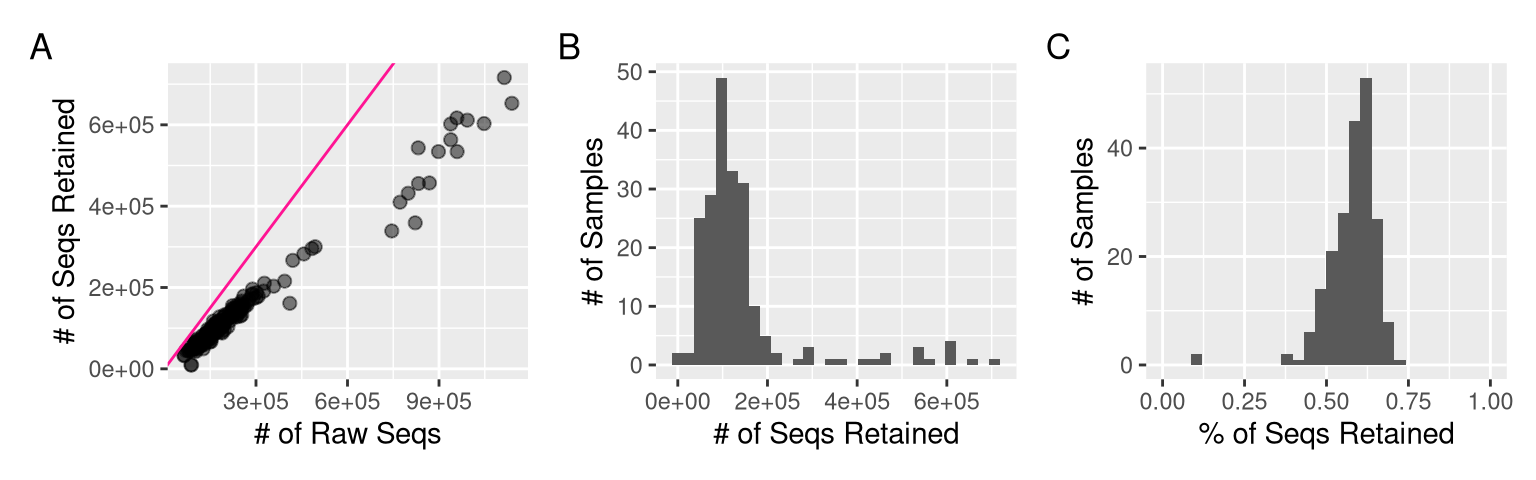 A
# of Seqs Retained
6e+05
4e+05
2e+05
0e+00
3e+05 6e+05 9e+05
# of Raw Seqs
B
# of Samples
50
40
30
20
10
0
0e+00 2e+05 4e+05 6e+05
# of Seqs Retained
C
# of Samples
40
20
0
0.00 0.25 0.50 0.75 1.00
% of Seqs Retained